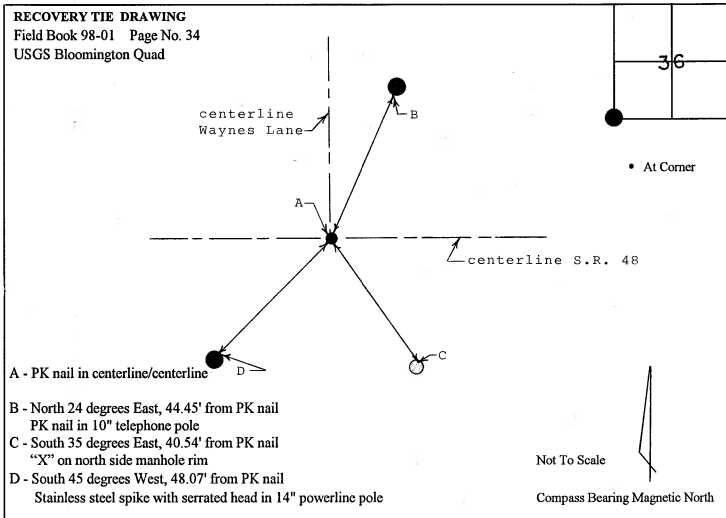 RECOVERY TIE DRAWING
Field Book 98-01 Page No. 34
USGS Bloomington Quad
36
centerline
Waynes Lane
B
At Corner
A
centerline S.R. 48
C
D
A - PK nail in centerline/centerline
B - North 24 degrees East, 44.45' from PK nail
PK nail in 10" telephone pole
C - South 35 degrees East, 40.54' from PK nail
“X” on north side manhole rim
D - South 45 degrees West, 48.07' from PK nail
Stainless steel spike with serrated head in 14" powerline pole
Not To Scale
Compass Bearing Magnetic North